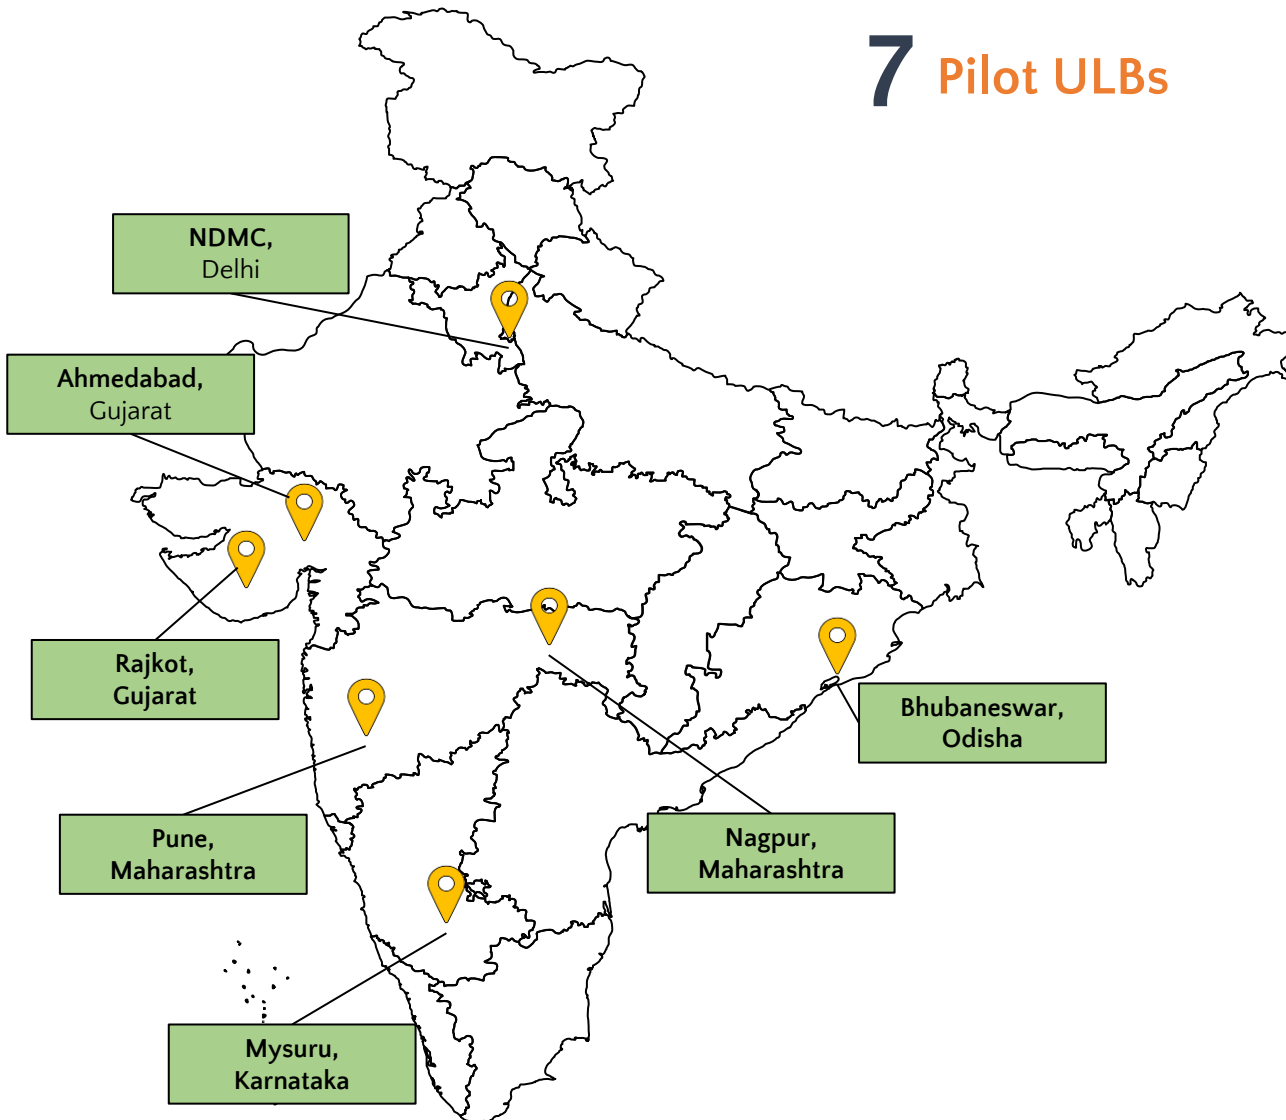 7 Pilot ULBs
NDMC,
Delhi
Ahmedabad,
Gujarat
Rajkot,
Gujarat
Bhubaneswar,
Odisha
Pune,
Maharashtra
Nagpur,
Maharashtra
Mysuru,
Karnataka